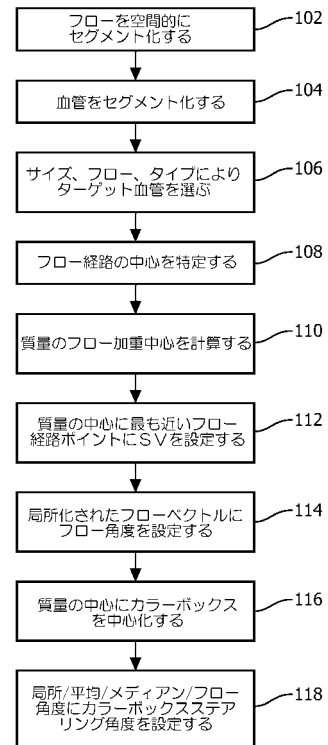 フローを空間的に
セグメント化する
102
血管をセグメント化する
104
サイズ、フロー、タイプにより
ターゲット血管を選ぶ
106
フロー経路の中心を特定する
108
質量のフロー加重中心を計算する
110
質量の中心に最も近いフロー
経路ポイントにSVを設定する
112
局所化されたフローベクトルに
フロー角度を設定する
114
質量の中心にカラーボックス
を中心化する
116
局所/平均/メディアン/フロー
角度にカラーボックスステア
リング角度を設定する
118